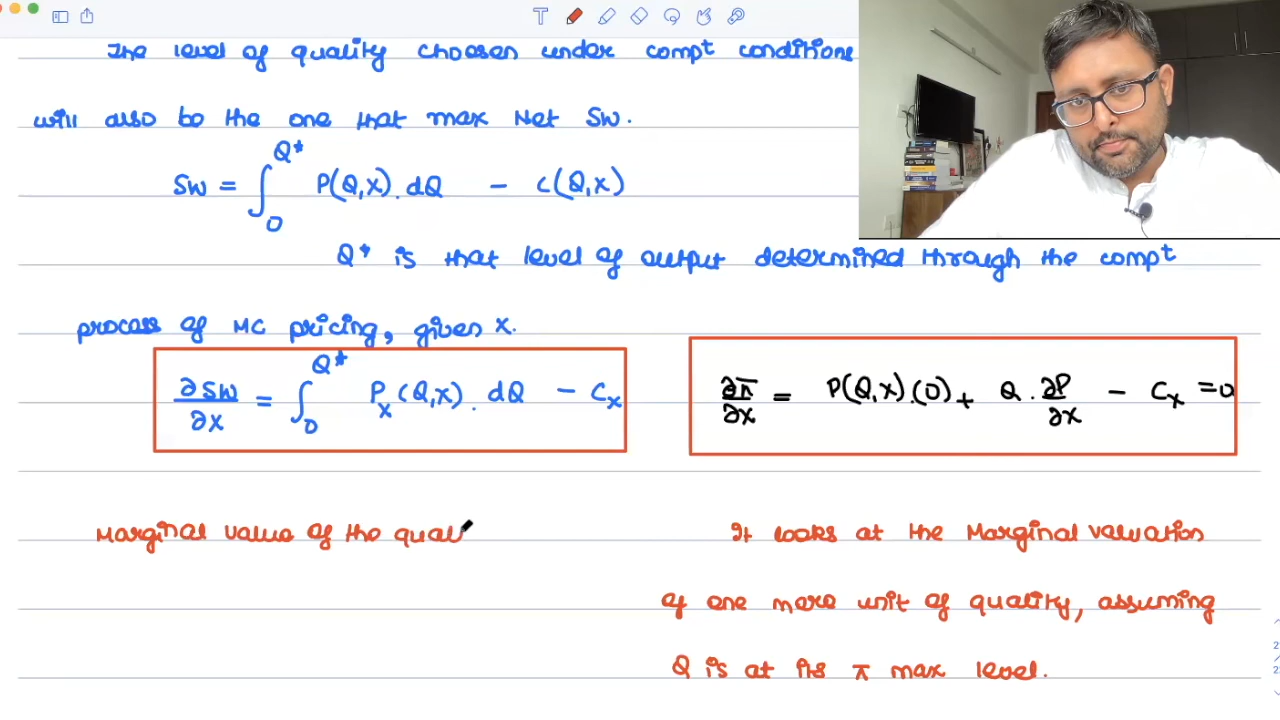 The level of quality choosen under compt conditions
will also to the one that max Net SW.
SW = ∫₀^Q* P(Q,X).dQ - C(Q,X)
Q* is that level of output determined through the compt
process of MC pricing, given X.
∂SW/∂x = ∫₀^Q* Pₓ(Q,X).dQ - Cₓ
∂π/∂x = P(Q,X).(0) + Q.∂P/∂x - Cₓ = 0
Marginal value of the quali
It looks at the Marginal valuation
of one more unit of quality, assuming
Q is at its π max level.